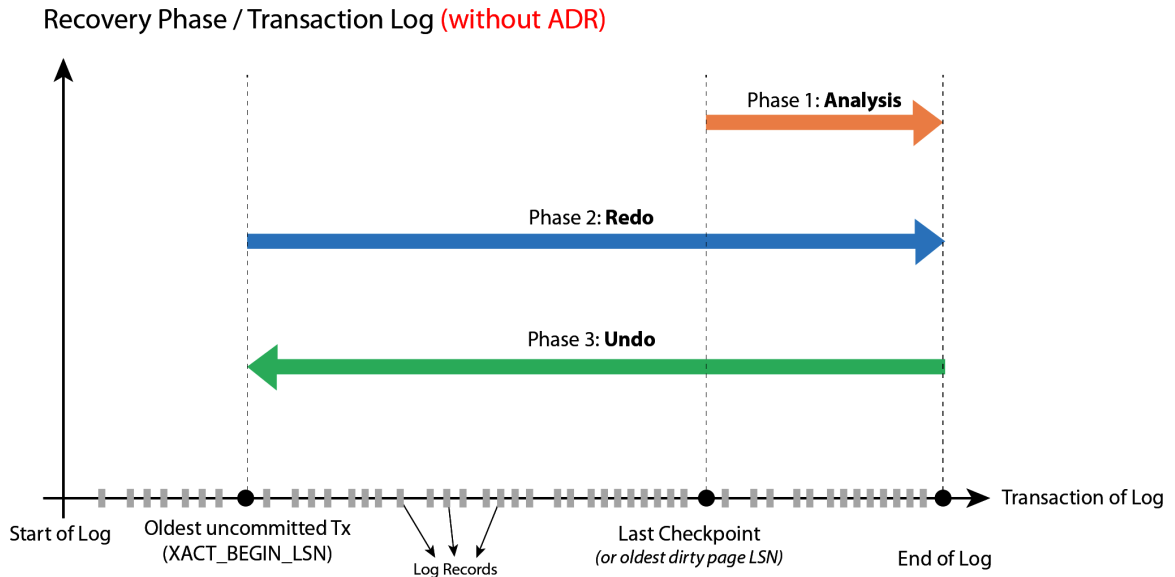 Recovery Phase / Transaction Log (without ADR)
Phase 1: Analysis
Phase 2: Redo
Phase 3: Undo
Transaction of Log
Start of Log
Oldest uncommitted Tx
(XACT_BEGIN_LSN)
Log Records
Last Checkpoint
(or oldest dirty page LSN)
End of Log